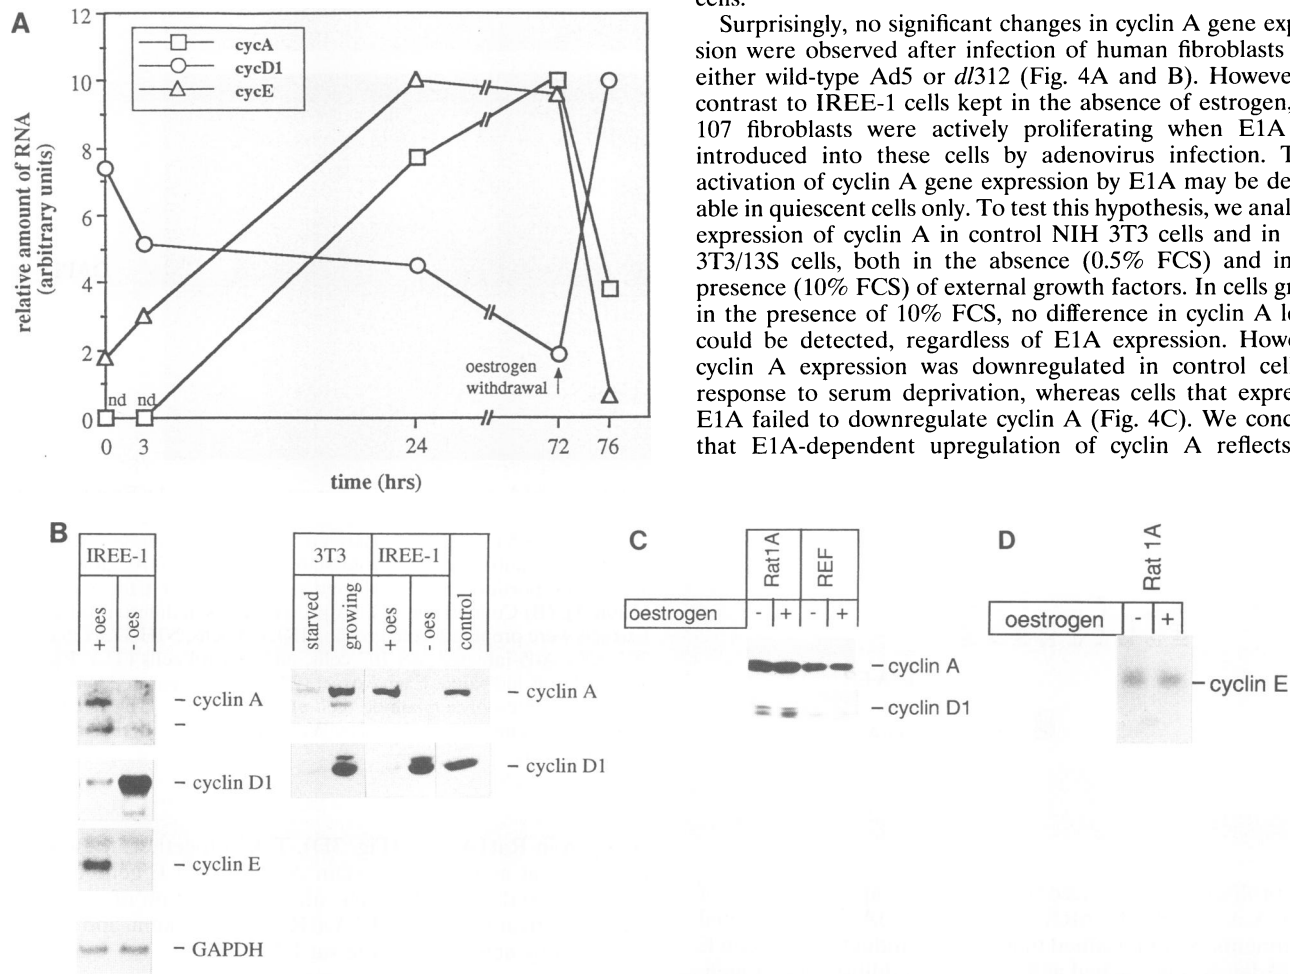 A
12
10
8
6
4
2
0
relative amount of RNA
(arbitrary units)
cycA
cycD1
cycE
nd nd
oestrogen
withdrawal
0 3 24 72 76
time (hrs)
cells.
Surprisingly, no significant changes in cyclin A gene exp
sion were observed after infection of human fibroblasts
either wild-type Ad5 or dl312 (Fig. 4A and B). Howeve
contrast to IREE-1 cells kept in the absence of estrogen,
107 fibroblasts were actively proliferating when E1A
introduced into these cells by adenovirus infection. T
activation of cyclin A gene expression by E1A may be de
able in quiescent cells only. To test this hypothesis, we anal
expression of cyclin A in control NIH 3T3 cells and in
3T3/13S cells, both in the absence (0.5% FCS) and in
presence (10% FCS) of external growth factors. In cells gr
in the presence of 10% FCS, no difference in cyclin A le
could be detected, regardless of E1A expression. Howe
cyclin A expression was downregulated in control cel
response to serum deprivation, whereas cells that expre
E1A failed to downregulate cyclin A (Fig. 4C). We conc
that E1A-dependent upregulation of cyclin A reflects
B
IREE-1
+ oes - oes
– cyclin A
–
– cyclin D1
– cyclin E
– GAPDH
3T3 IREE-1
starved growing + oes - oes control
– cyclin A
– cyclin D1
C
Rat1A REF
oestrogen - + - +
– cyclin A
– cyclin D1
D
Rat 1A
oestrogen - +
– cyclin E